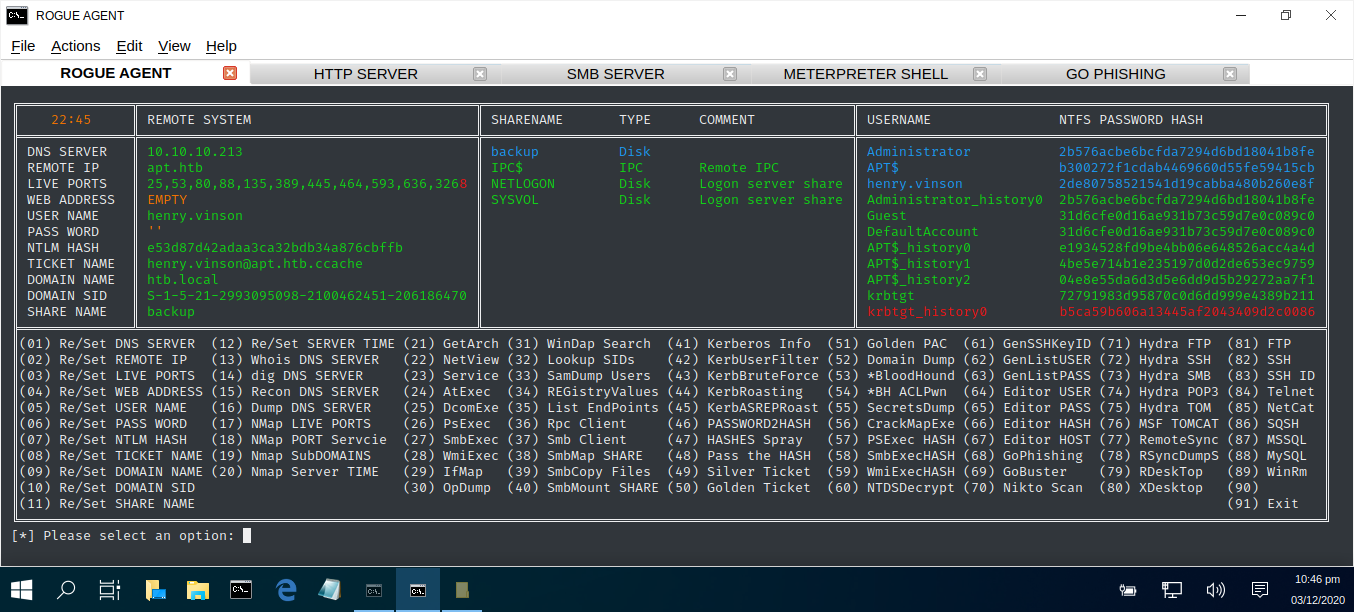 ROGUE AGENT
File Actions Edit View Help
ROGUE AGENT HTTP SERVER SMB SERVER METERPRETER SHELL GO PHISHING
22:45 REMOTE SYSTEM SHARENAME TYPE COMMENT USERNAME NTFS PASSWORD HASH
DNS SERVER 10.10.10.213 backup Disk Administrator 2b576acbe6bcfda7294d6bd18041b8fe
REMOTE IP apt.htb IPC$ IPC Remote IPC APT$ b300272f1cdab4469660d55fe59415cb
LIVE PORTS 25,53,80,88,135,389,445,464,593,636,3268 NETLOGON Disk Logon server share henry.vinson 2de80758521541d19cabba480b260e8f
WEB ADDRESS EMPTY SYSVOL Disk Logon server share Administrator_history0 2b576acbe6bcfda7294d6bd18041b8fe
USER NAME henry.vinson Guest 31d6cfe0d16ae931b73c59d7e0c089c0
PASS WORD '' DefaultAccount 31d6cfe0d16ae931b73c59d7e0c089c0
NTLM HASH e53d87d42adaa3ca32bdb34a876cbffb APT$_history0 e1934528fd9be4bb06e648526acc4a4d
TICKET NAME henry.vinson@apt.htb.ccache APT$_history1 4be5e714b1e235197d0d2de653ec9759
DOMAIN NAME htb.local APT$_history2 04e8e55da6d3d5e6dd9d5b29272aa7f1
DOMAIN SID S-1-5-21-2993095098-2100462451-206186470 krbtgt 72791983d95870c0d6dd999e4389b211
SHARE NAME backup krbtgt_history0 b5ca59b606a13445af2043409d2c0086
(01) Re/Set DNS SERVER (12) Re/Set SERVER TIME (21) GetArch (31) WinDap Search (41) Kerberos Info (51) Golden PAC (61) GenSSHKeyID (71) Hydra FTP (81) FTP
(02) Re/Set REMOTE IP (13) Whois DNS SERVER (22) NetView (32) Lookup SIDs (42) KerbUserFilter (52) Domain Dump (62) GenListUSER (72) Hydra SSH (82) SSH
(03) Re/Set LIVE PORTS (14) dig DNS SERVER (23) Service (33) SamDump Users (43) KerbBruteForce (53) *BloodHound (63) GenListPASS (73) Hydra SMB (83) SSH ID
(04) Re/Set WEB ADDRESS (15) Recon DNS SERVER (24) AtExec (34) REGistryValues (44) KerbRoasting (54) *BH ACLPwn (64) Editor USER (74) Hydra POP3 (84) Telnet
(05) Re/Set USER NAME (16) Dump DNS SERVER (25) DcomExe (35) List EndPoints (45) KerbASREPRoast (55) SecretsDump (65) Editor PASS (75) Hydra TOM (85) NetCat
(06) Re/Set PASS WORD (17) NMap LIVE PORTS (26) PsExec (36) Rpc Client (46) PASSWORD2HASH (56) CrackMapExe (66) Editor HASH (76) MSF TOMCAT (86) SQSH
(07) Re/Set NTLM HASH (18) NMap PORT Servcie (27) SmbExec (37) Smb Client (47) HASHES Spray (57) PSExec HASH (67) Editor HOST (77) RemoteSync (87) MSSQL
(08) Re/Set TICKET NAME (19) Nmap SubDOMAINS (28) WmiExec (38) SmbMap SHARE (48) Pass the HASH (58) SmbExecHASH (68) GoPhishing (78) RSyncDumpS (88) MySQL
(09) Re/Set DOMAIN NAME (20) Nmap Server TIME (29) IfMap (39) SmbCopy Files (49) Silver Ticket (59) WmiExecHASH (69) GoBuster (79) RDeskTop (89) WinRm
(10) Re/Set DOMAIN SID (30) OpDump (40) SmbMount SHARE (50) Golden Ticket (60) NTDSDecrypt (70) Nikto Scan (80) XDesktop (90)
(11) Re/Set SHARE NAME (91) Exit
[*] Please select an option:
10:46 pm
03/12/2020